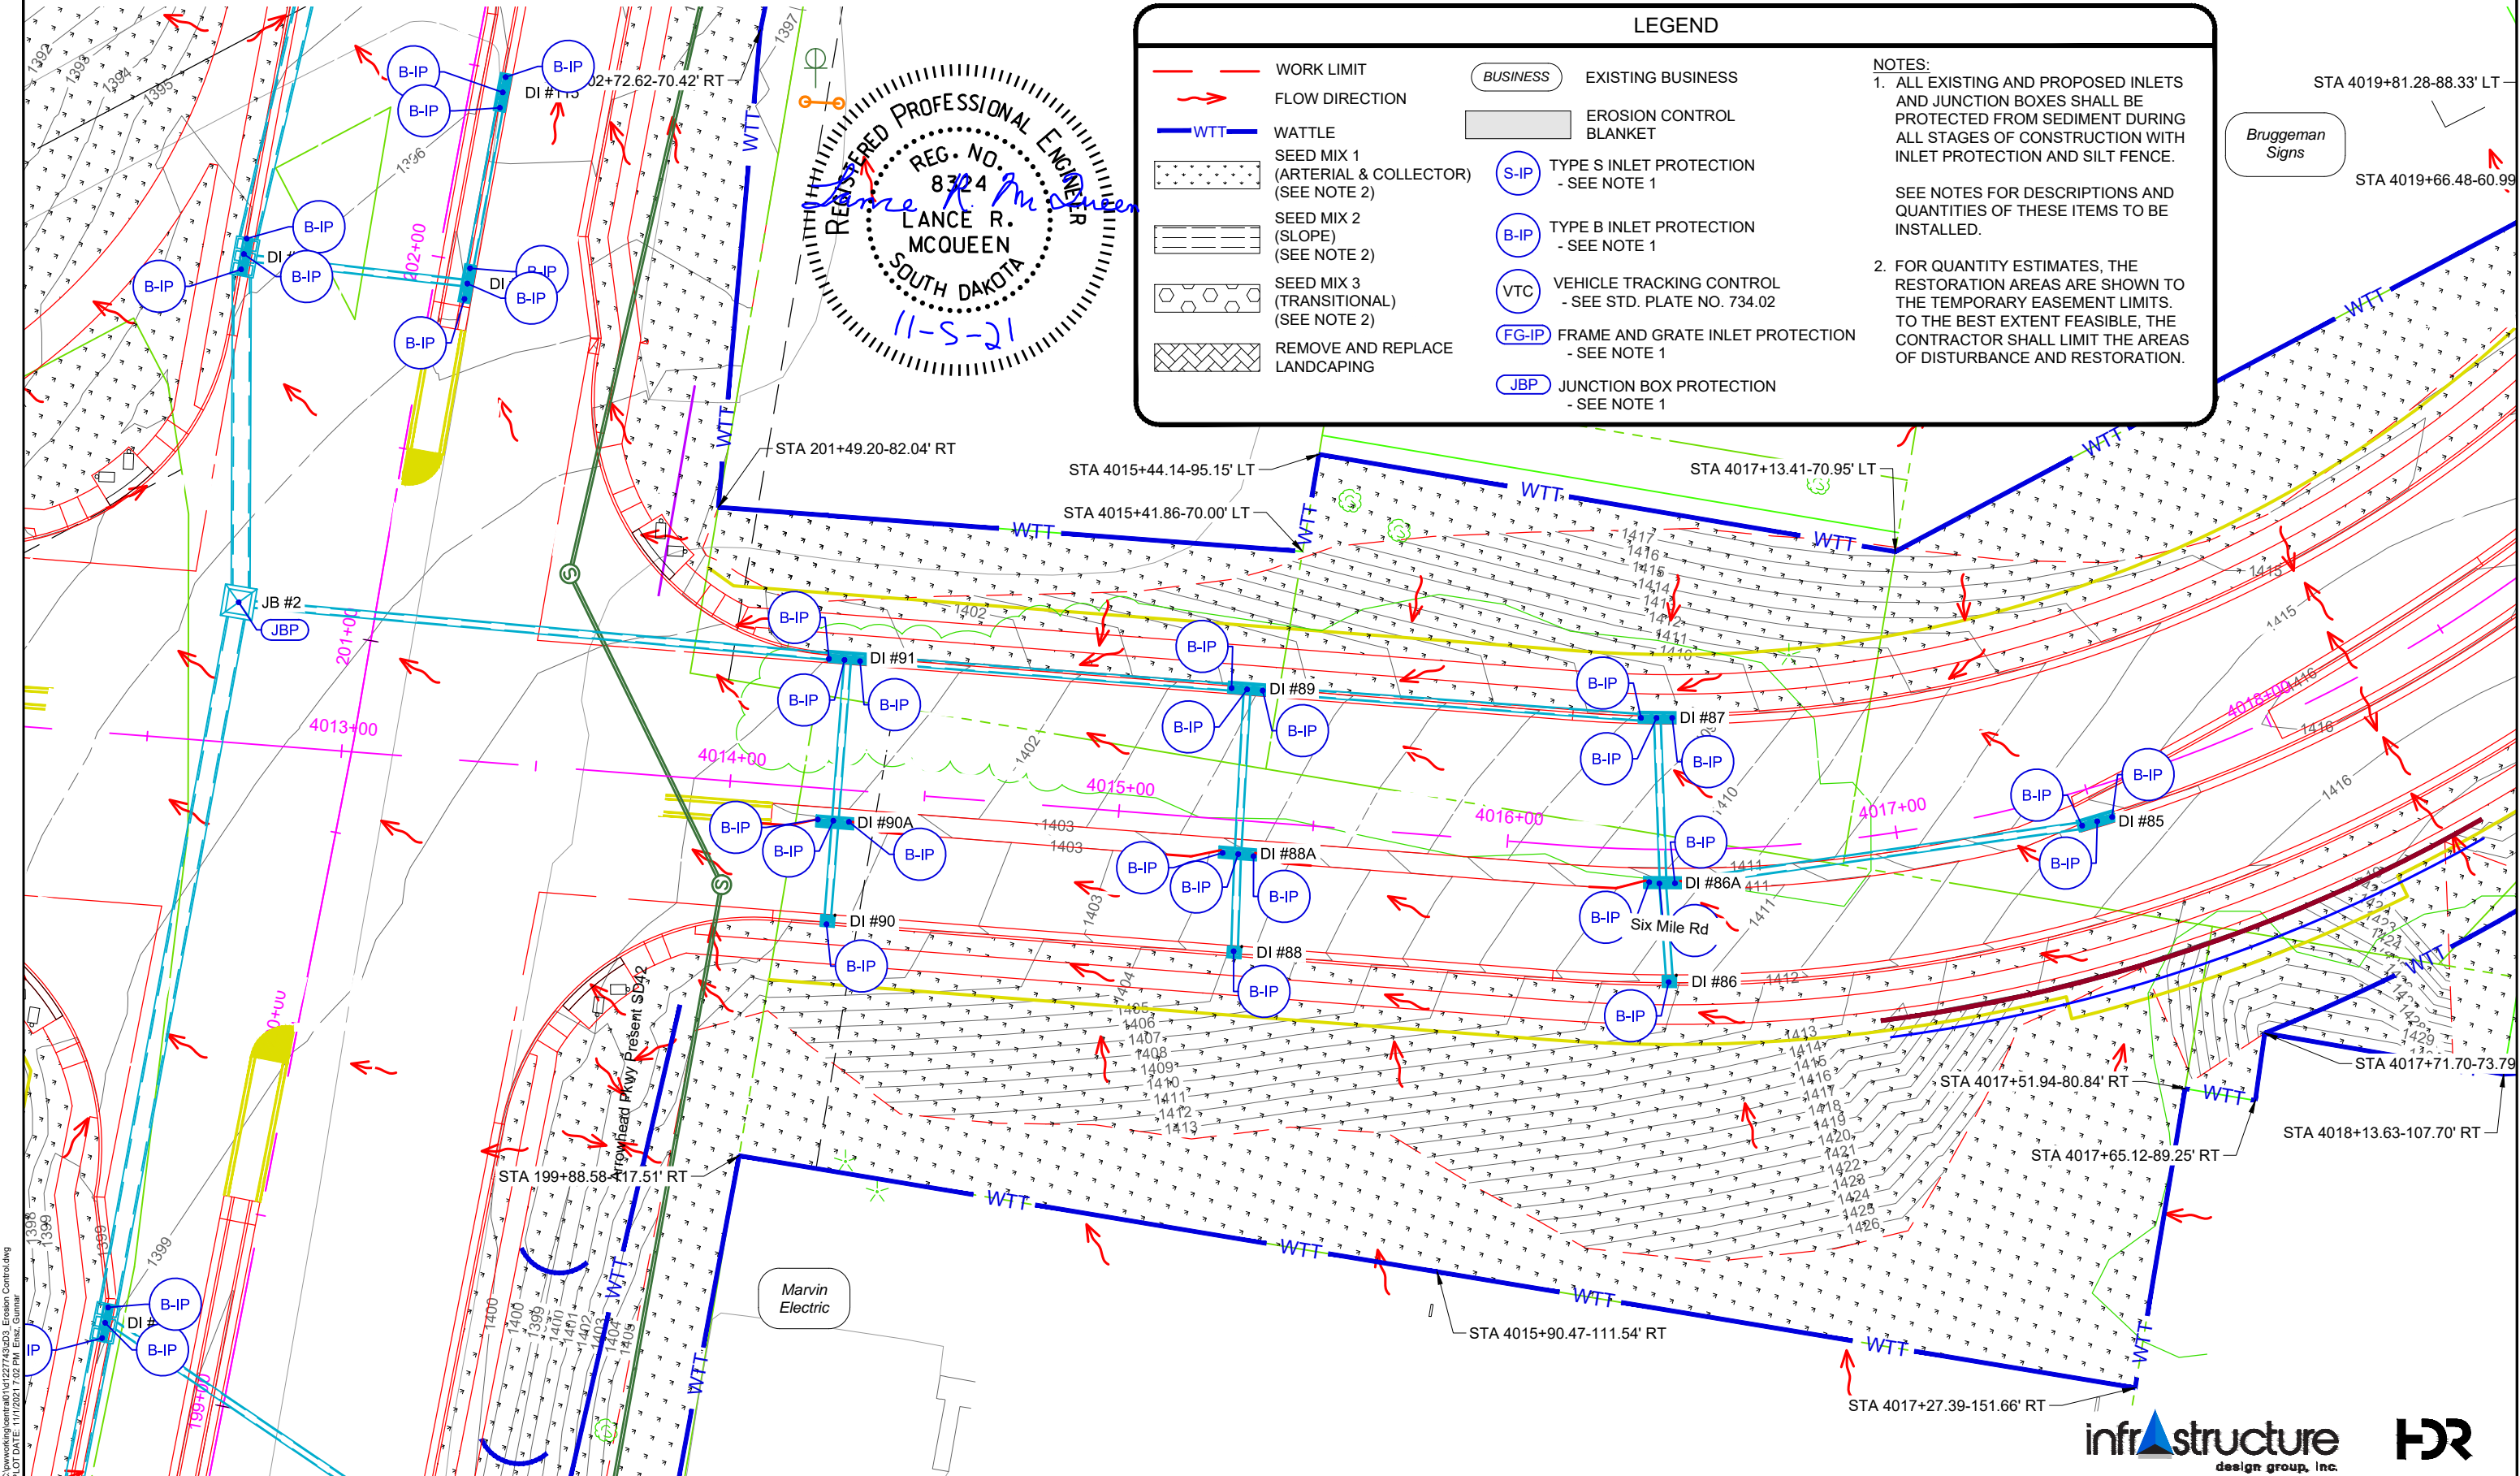 LEGEND
WORK LIMIT
FLOW DIRECTION
WTT WATTLE
SEED MIX 1
(ARTERIAL & COLLECTOR)
(SEE NOTE 2)
SEED MIX 2
(SLOPE)
(SEE NOTE 2)
SEED MIX 3
(TRANSITIONAL)
(SEE NOTE 2)
REMOVE AND REPLACE
LANDCAPING
BUSINESS EXISTING BUSINESS
EROSION CONTROL
BLANKET
S-IP TYPE S INLET PROTECTION
- SEE NOTE 1
B-IP TYPE B INLET PROTECTION
- SEE NOTE 1
VTC VEHICLE TRACKING CONTROL
- SEE STD. PLATE NO. 734.02
FG-IP FRAME AND GRATE INLET PROTECTION
- SEE NOTE 1
JBP JUNCTION BOX PROTECTION
- SEE NOTE 1
NOTES:
1. ALL EXISTING AND PROPOSED INLETS
AND JUNCTION BOXES SHALL BE
PROTECTED FROM SEDIMENT DURING
ALL STAGES OF CONSTRUCTION WITH
INLET PROTECTION AND SILT FENCE.
SEE NOTES FOR DESCRIPTIONS AND
QUANTITIES OF THESE ITEMS TO BE
INSTALLED.
2. FOR QUANTITY ESTIMATES, THE
RESTORATION AREAS ARE SHOWN TO
THE TEMPORARY EASEMENT LIMITS.
TO THE BEST EXTENT FEASIBLE, THE
CONTRACTOR SHALL LIMIT THE AREAS
OF DISTURBANCE AND RESTORATION.
REGISTERED PROFESSIONAL ENGINEER
REG. NO.
8324
LANCE R.
MCQUEEN
SOUTH DAKOTA
Lance R. McQueen
11-5-21
STA 4019+81.28-88.33' LT
Bruggeman
Signs
STA 4019+66.48-60.99
02+72.62-70.42' RT
STA 201+49.20-82.04' RT
STA 4015+44.14-95.15' LT
STA 4015+41.86-70.00' LT
STA 4017+13.41-70.95' LT
JB #2
JBP
DI #91
DI #89
DI #87
DI #90A
DI #88A
DI #86A
DI #85
DI #90
DI #88
DI #86
Six Mile Rd
Arrowhead Pkwy Present SD42
202+00
201+00
199+00
4013+00
4014+00
4015+00
4016+00
4017+00
4018+00
STA 199+88.58-117.51' RT
STA 4015+90.47-111.54' RT
STA 4017+27.39-151.66' RT
STA 4017+51.94-80.84' RT
STA 4017+65.12-89.25' RT
STA 4017+71.70-73.79
STA 4018+13.63-107.70' RT
Marvin
Electric
infrastructure
design group, inc.
HDR